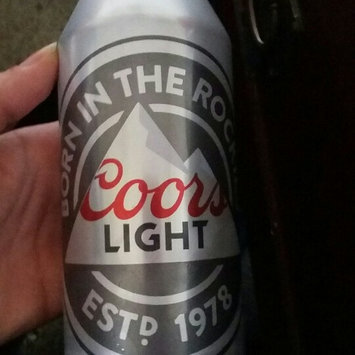 BORN IN THE ROCK
Coors
LIGHT
ESTD 1978